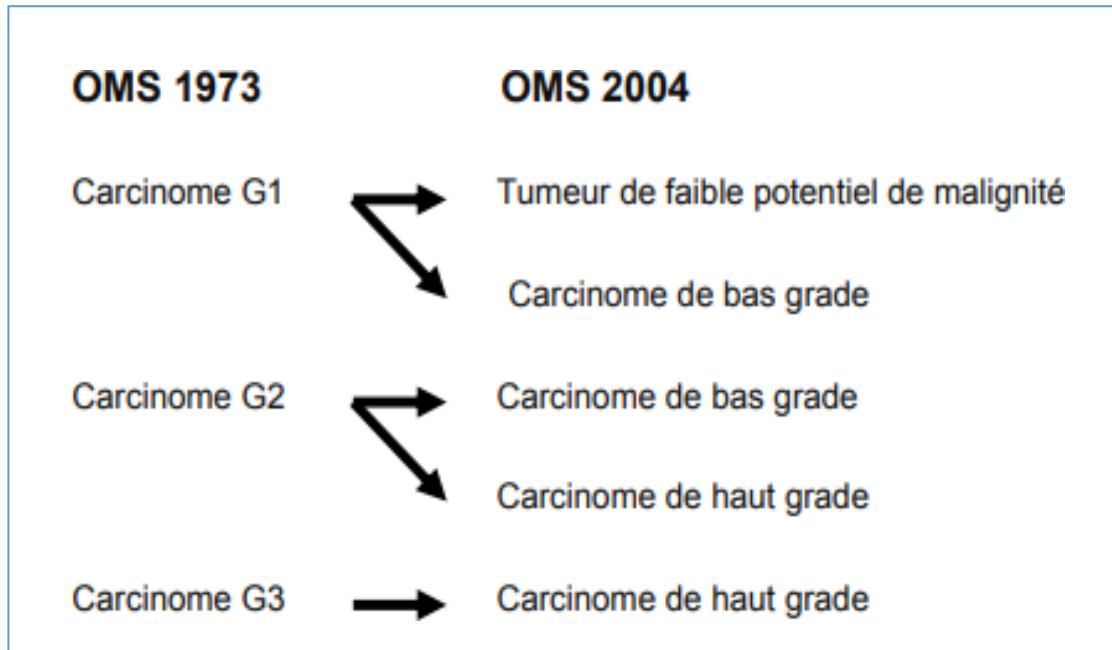 OMS 1973 OMS 2004
Carcinome G1 Tumeur de faible potentiel de malignité
Carcinome de bas grade
Carcinome G2 Carcinome de bas grade
Carcinome de haut grade
Carcinome G3 Carcinome de haut grade